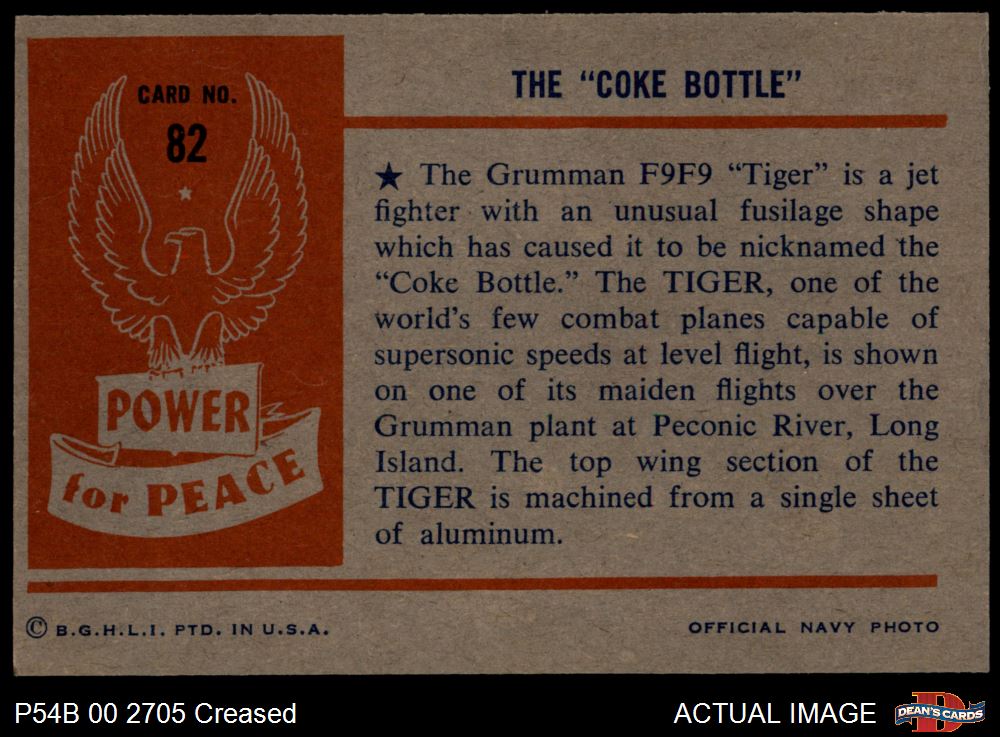 CARD NO.
82
POWER
for PEACE
THE “COKE BOTTLE”
★ The Grumman F9F9 “Tiger” is a jet
fighter with an unusual fusilage shape
which has caused it to be nicknamed the
“Coke Bottle.” The TIGER, one of the
world’s few combat planes capable of
supersonic speeds at level flight, is shown
on one of its maiden flights over the
Grumman plant at Peconic River, Long
Island. The top wing section of the
TIGER is machined from a single sheet
of aluminum.
© B.G.H.L.I. PTD. IN U.S.A.
OFFICIAL NAVY PHOTO
P54B 00 2705 Creased
ACTUAL IMAGE
DEAN'S CARDS